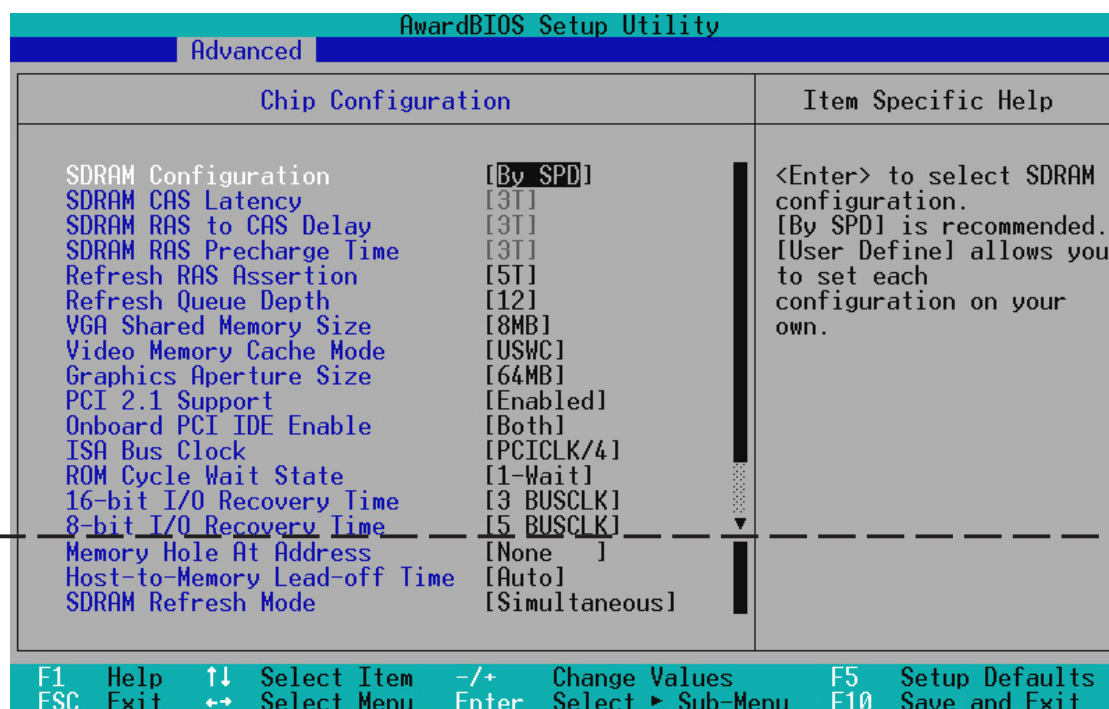 AwardBIOS Setup Utility
Advanced
Chip Configuration
Item Specific Help
SDRAM Configuration [By SPD]
SDRAM CAS Latency [3T]
SDRAM RAS to CAS Delay [3T]
SDRAM RAS Precharge Time [3T]
Refresh RAS Assertion [5T]
Refresh Queue Depth [12]
VGA Shared Memory Size [8MB]
Video Memory Cache Mode [USWC]
Graphics Aperture Size [64MB]
PCI 2.1 Support [Enabled]
Onboard PCI IDE Enable [Both]
ISA Bus Clock [PCICLK/4]
ROM Cycle Wait State [1-Wait]
16-bit I/O Recovery Time [3 BUSCLK]
8-bit I/O Recovery Time [5 BUSCLK]
Memory Hole At Address [None ]
Host-to-Memory Lead-off Time [Auto]
SDRAM Refresh Mode [Simultaneous]
<Enter> to select SDRAM
configuration.
[By SPD] is recommended.
[User Define] allows you
to set each
configuration on your
own.
F1 Help ↑↓ Select Item -/+ Change Values F5 Setup Defaults
ESC Exit ←→ Select Menu Enter Select ► Sub-Menu F10 Save and Exit